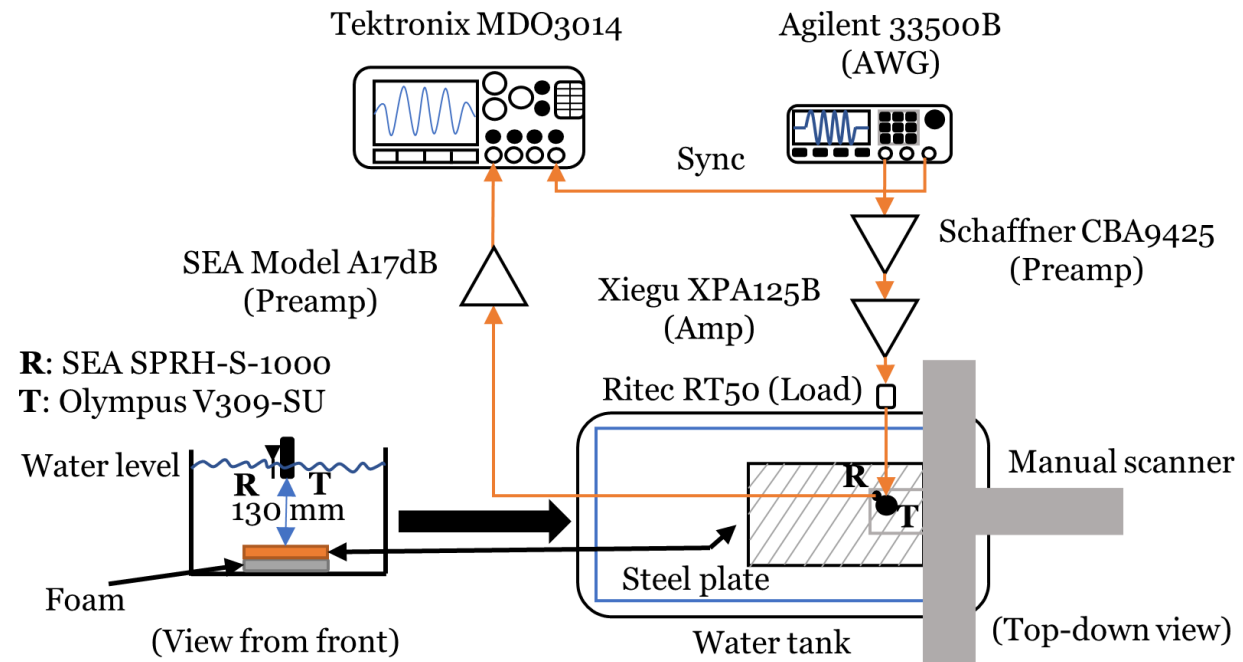 Tektronix MDO3014
Agilent 33500B
(AWG)
Sync
Schaffner CBA9425
(Preamp)
SEA Model A17dB
(Preamp)
Xiegu XPA125B
(Amp)
R: SEA SPRH-S-1000
T: Olympus V309-SU
Ritec RT50 (Load)
Water level
R T
130 mm
R
T
Manual scanner
Steel plate
Foam
(View from front)
Water tank
(Top-down view)